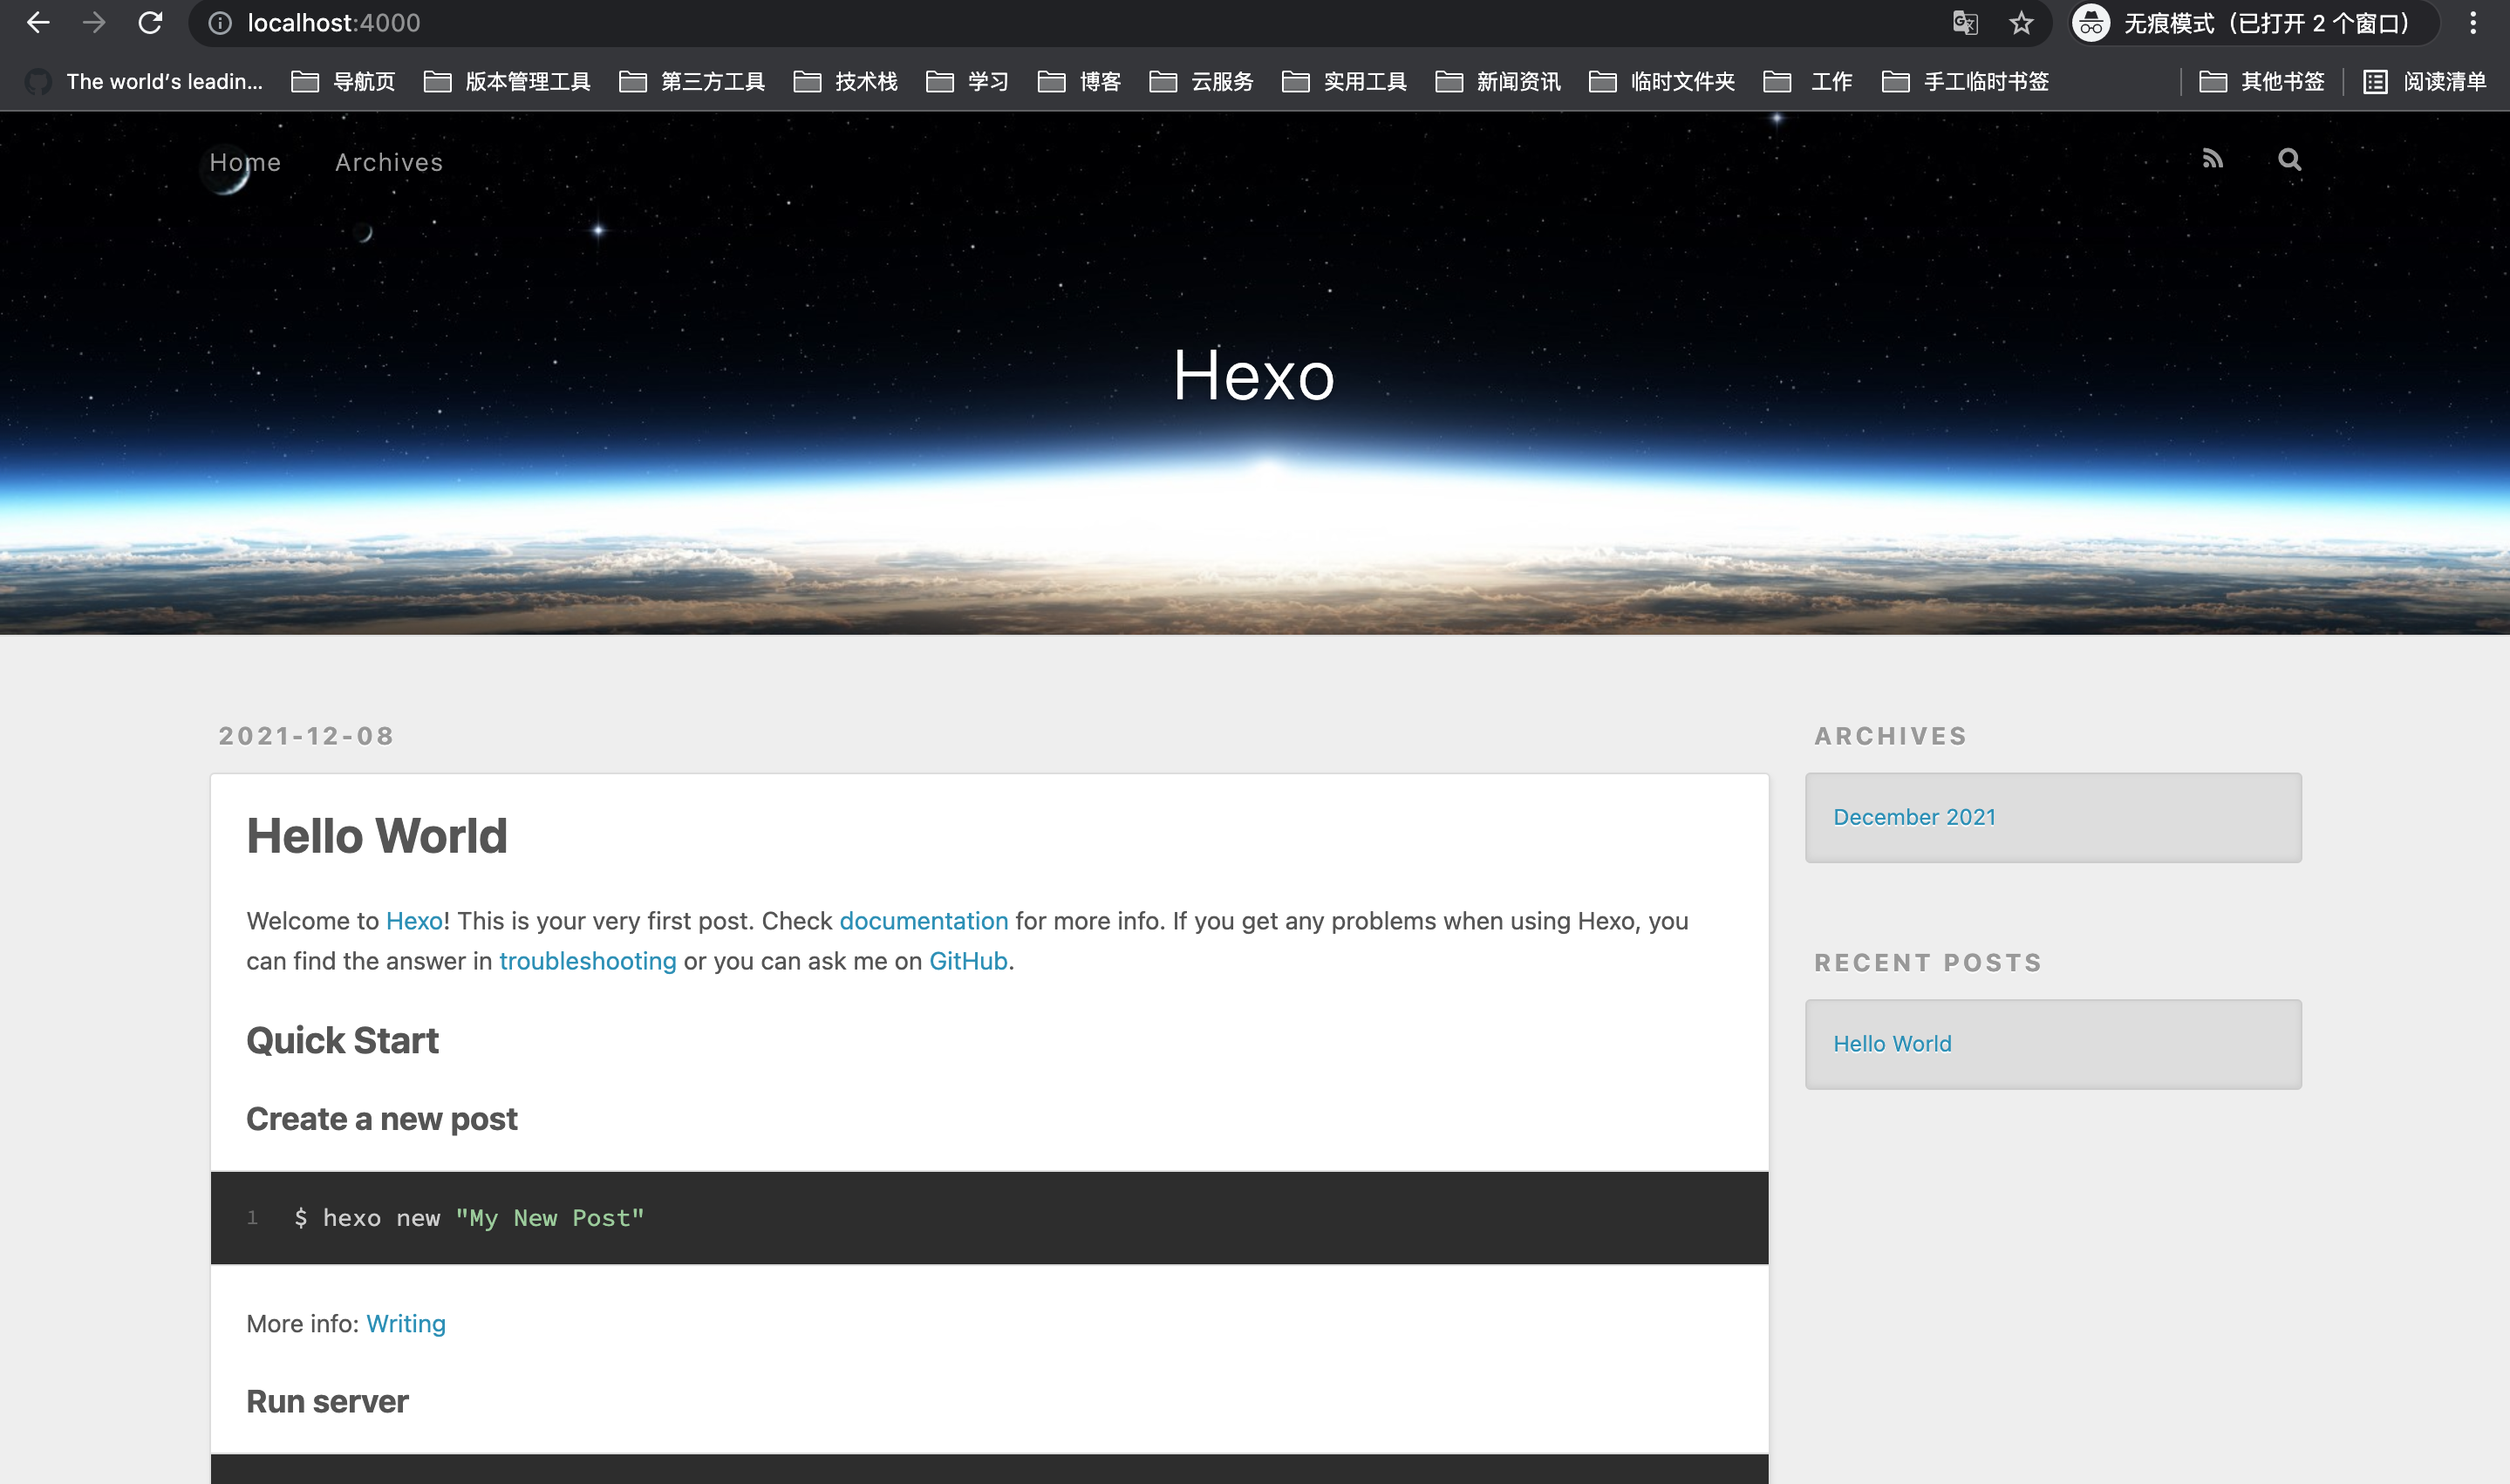 localhost:4000
无痕模式（已打开 2 个窗口）
The world's leadin... 导航页 版本管理工具 第三方工具 技术栈 学习 博客 云服务 实用工具 新闻资讯 临时文件夹 工作 手工临时书签 其他书签 阅读清单
Home Archives
Hexo
2021-12-08
Hello World
Welcome to Hexo! This is your very first post. Check documentation for more info. If you get any problems when using Hexo, you
can find the answer in troubleshooting or you can ask me on GitHub.
Quick Start
Create a new post
1 $ hexo new "My New Post"
More info: Writing
Run server
ARCHIVES
December 2021
RECENT POSTS
Hello World